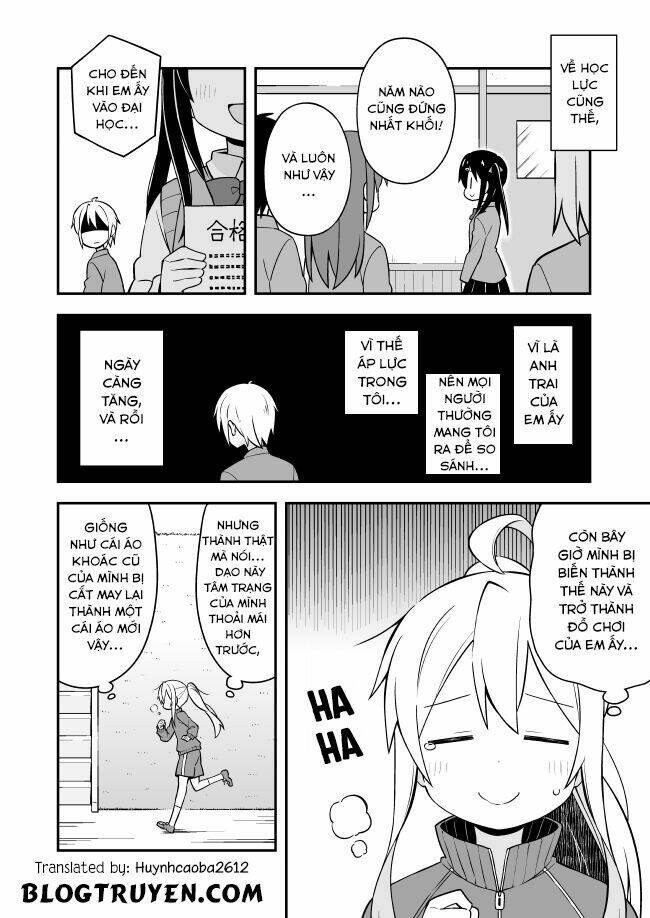 VỀ HỌC
LỰC
CŨNG
THẾ,
NĂM NÀO
CŨNG ĐỨNG
NHẤT KHỐI!
VÀ LUÔN
NHƯ VẬY
...
CHO ĐẾN
KHI EM ẤY
VÀO ĐẠI
HỌC...
合格
VÌ LÀ
ANH
TRAI
CỦA
EM ẤY
NÊN MỌI
NGƯỜI
THƯỜNG
MANG TÔI
RA ĐỂ SO
SÁNH...
VÌ THẾ
ÁP LỰC
TRONG
TÔI...
NGÀY
CÀNG
TĂNG,
VÀ RỒI
...
CÒN BÂY
GIỜ MÌNH BỊ
BIẾN THÀNH
THẾ NÀY VÀ
TRỞ THÀNH
ĐỒ CHƠI
CỦA EM ẤY...
HA
HA
NHƯNG
THÀNH THẬT
MÀ NÓI...
DẠO NÀY
TÂM TRẠNG
CỦA MÌNH
THOẢI MÁI
HƠN
TRƯỚC,
GIỐNG
NHƯ CÁI ÁO
KHOÁC CŨ
CỦA MÌNH BỊ
CẮT MAY LẠI
THÀNH MỘT
CÁI ÁO MỚI
VẬY...
Translated by: Huynhcaoba2612
BLOGTRUYEN.COM